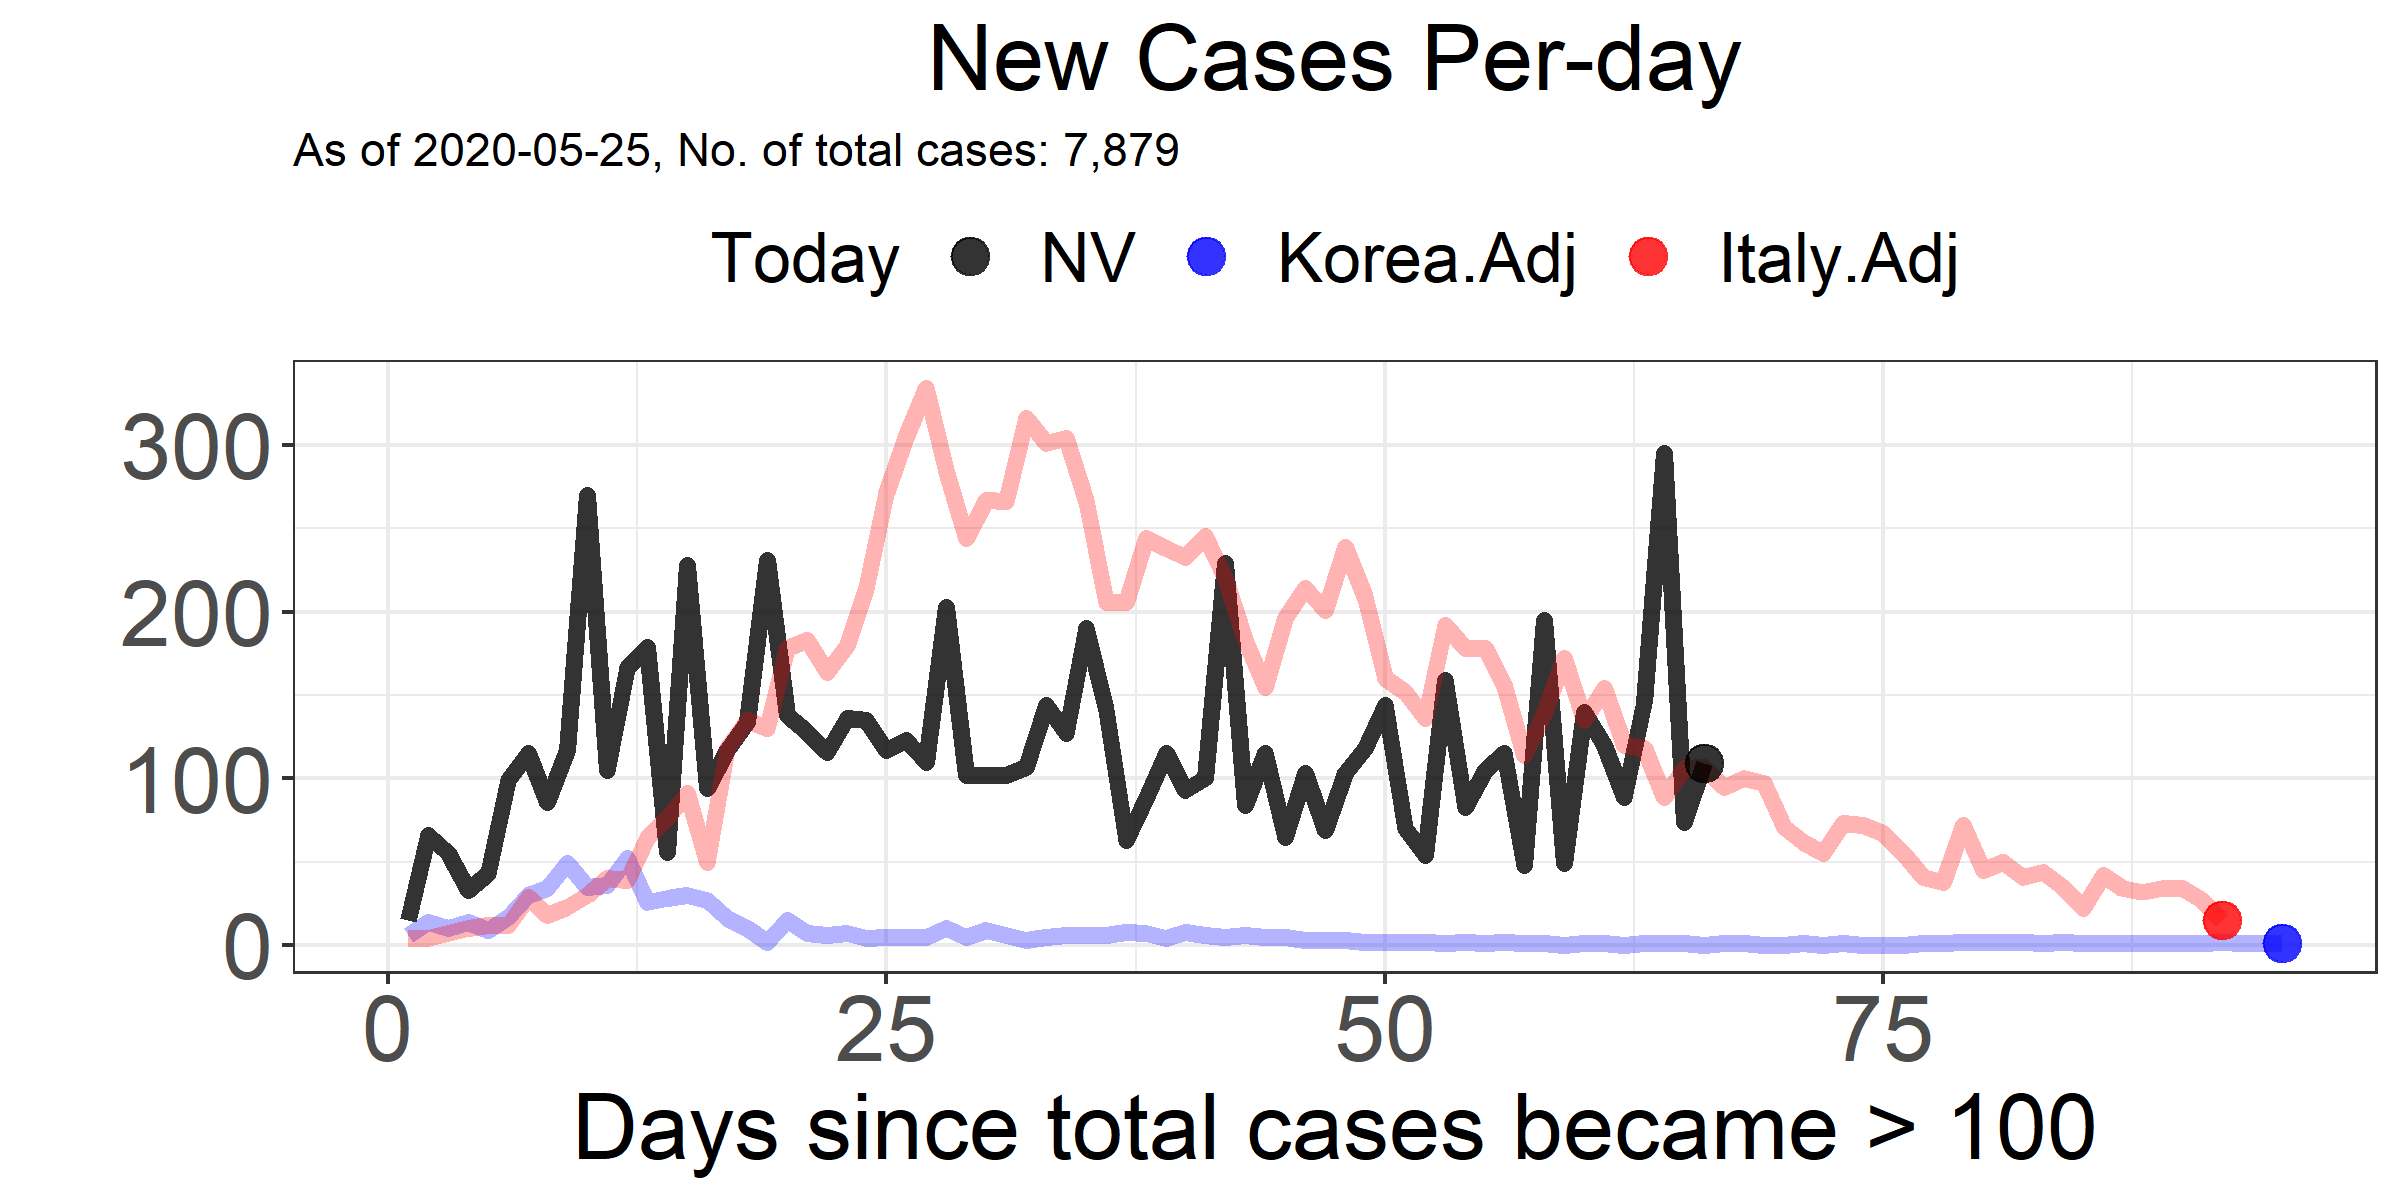 New Cases Per-day
As of 2020-05-25, No. of total cases: 7,879
Today NV Korea.Adj Italy.Adj
300
200
100
0
0 25 50 75
Days since total cases became > 100